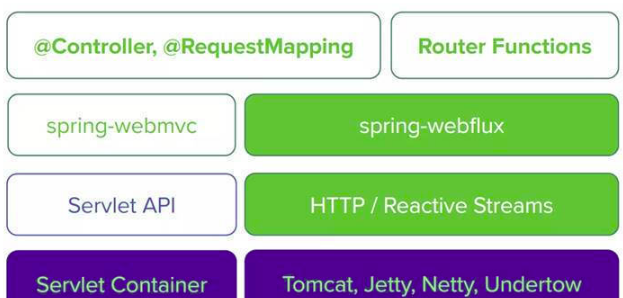 @Controller, @RequestMapping
Router Functions
spring-webmvc
spring-webflux
Servlet API
HTTP / Reactive Streams
Servlet Container
Tomcat, Jetty, Netty, Undertow